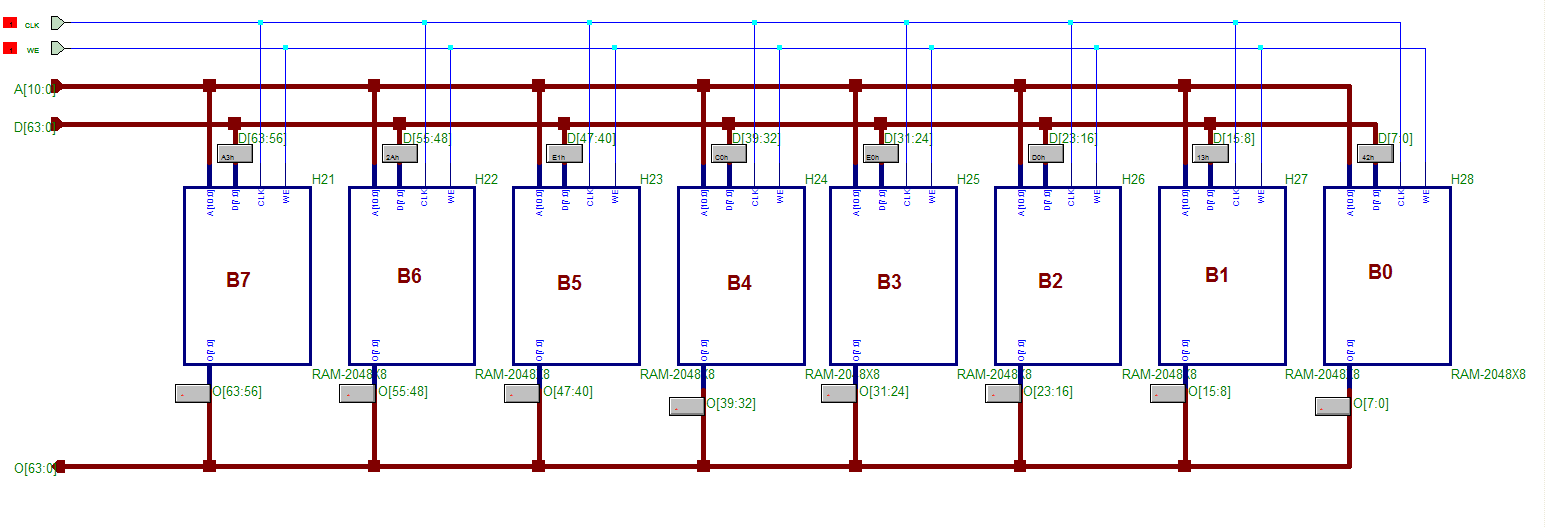 CLK
WE
A[10:0]
D[63:0]
D[63:56] D[55:48] D[47:40] D[39:32] D[31:24] D[23:16] D[15:8] D[7:0]
A3h 2Ah E1h C0h E0h D0h 13h 42h
H21 H22 H23 H24 H25 H26 H27 H28
A[10:0] D[7:0] CLK WE A[10:0] D[7:0] CLK WE A[10:0] D[7:0] CLK WE A[10:0] D[7:0] CLK WE A[10:0] D[7:0] CLK WE A[10:0] D[7:0] CLK WE A[10:0] D[7:0] CLK WE A[10:0] D[7:0] CLK WE
B7 B6 B5 B4 B3 B2 B1 B0
O[7:0] O[7:0] O[7:0] O[7:0] O[7:0] O[7:0] O[7:0] O[7:0]
RAM-2048X8 RAM-2048X8 RAM-2048X8 RAM-2048X8 RAM-2048X8 RAM-2048X8 RAM-2048X8 RAM-2048X8
O[63:56] O[55:48] O[47:40] O[39:32] O[31:24] O[23:16] O[15:8] O[7:0]
O[63:0]